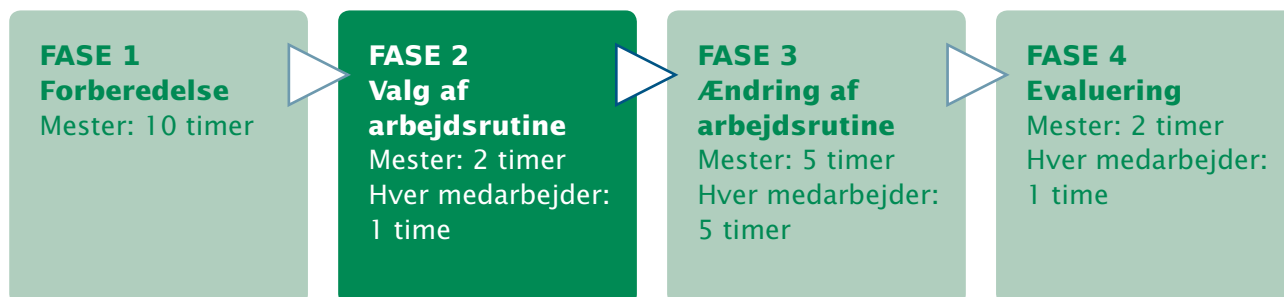 FASE 1
Forberedelse
Mester: 10 timer
FASE 2
Valg af
arbejdsrutine
Mester: 2 timer
Hver medarbejder:
1 time
FASE 3
Ændring af
arbejdsrutine
Mester: 5 timer
Hver medarbejder:
5 timer
FASE 4
Evaluering
Mester: 2 timer
Hver medarbejder:
1 time